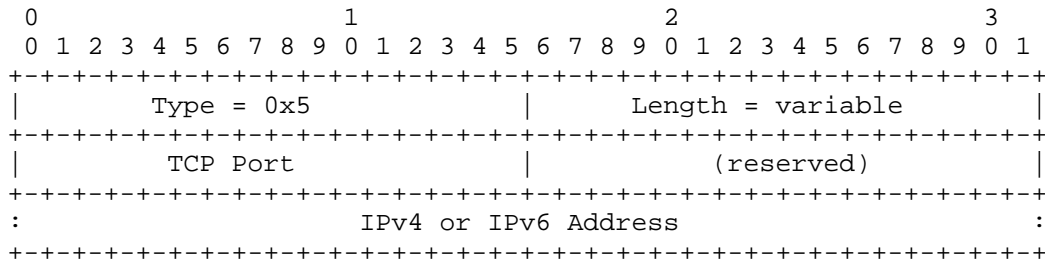 0                   1                   2                   3
 0 1 2 3 4 5 6 7 8 9 0 1 2 3 4 5 6 7 8 9 0 1 2 3 4 5 6 7 8 9 0 1
+-+-+-+-+-+-+-+-+-+-+-+-+-+-+-+-+-+-+-+-+-+-+-+-+-+-+-+-+-+-+-+-+
|        Type = 0x5             |      Length = variable        |
+-+-+-+-+-+-+-+-+-+-+-+-+-+-+-+-+-+-+-+-+-+-+-+-+-+-+-+-+-+-+-+-+
|         TCP Port              |           (reserved)          |
+-+-+-+-+-+-+-+-+-+-+-+-+-+-+-+-+-+-+-+-+-+-+-+-+-+-+-+-+-+-+-+-+
:                     IPv4 or IPv6 Address                      :
+-+-+-+-+-+-+-+-+-+-+-+-+-+-+-+-+-+-+-+-+-+-+-+-+-+-+-+-+-+-+-+-+